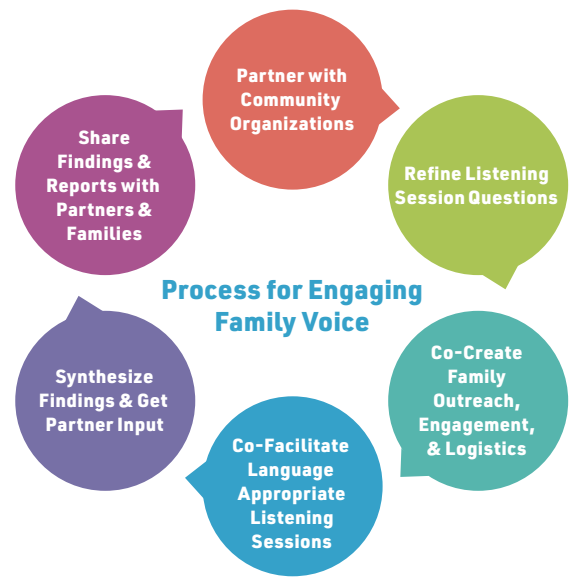 Partner with
Community
Organizations
Refine Listening
Session Questions
Co-Create
Family
Outreach,
Engagement,
& Logistics
Co-Facilitate
Language
Appropriate
Listening
Sessions
Synthesize
Findings & Get
Partner Input
Share
Findings &
Reports with
Partners &
Families
Process for Engaging
Family Voice